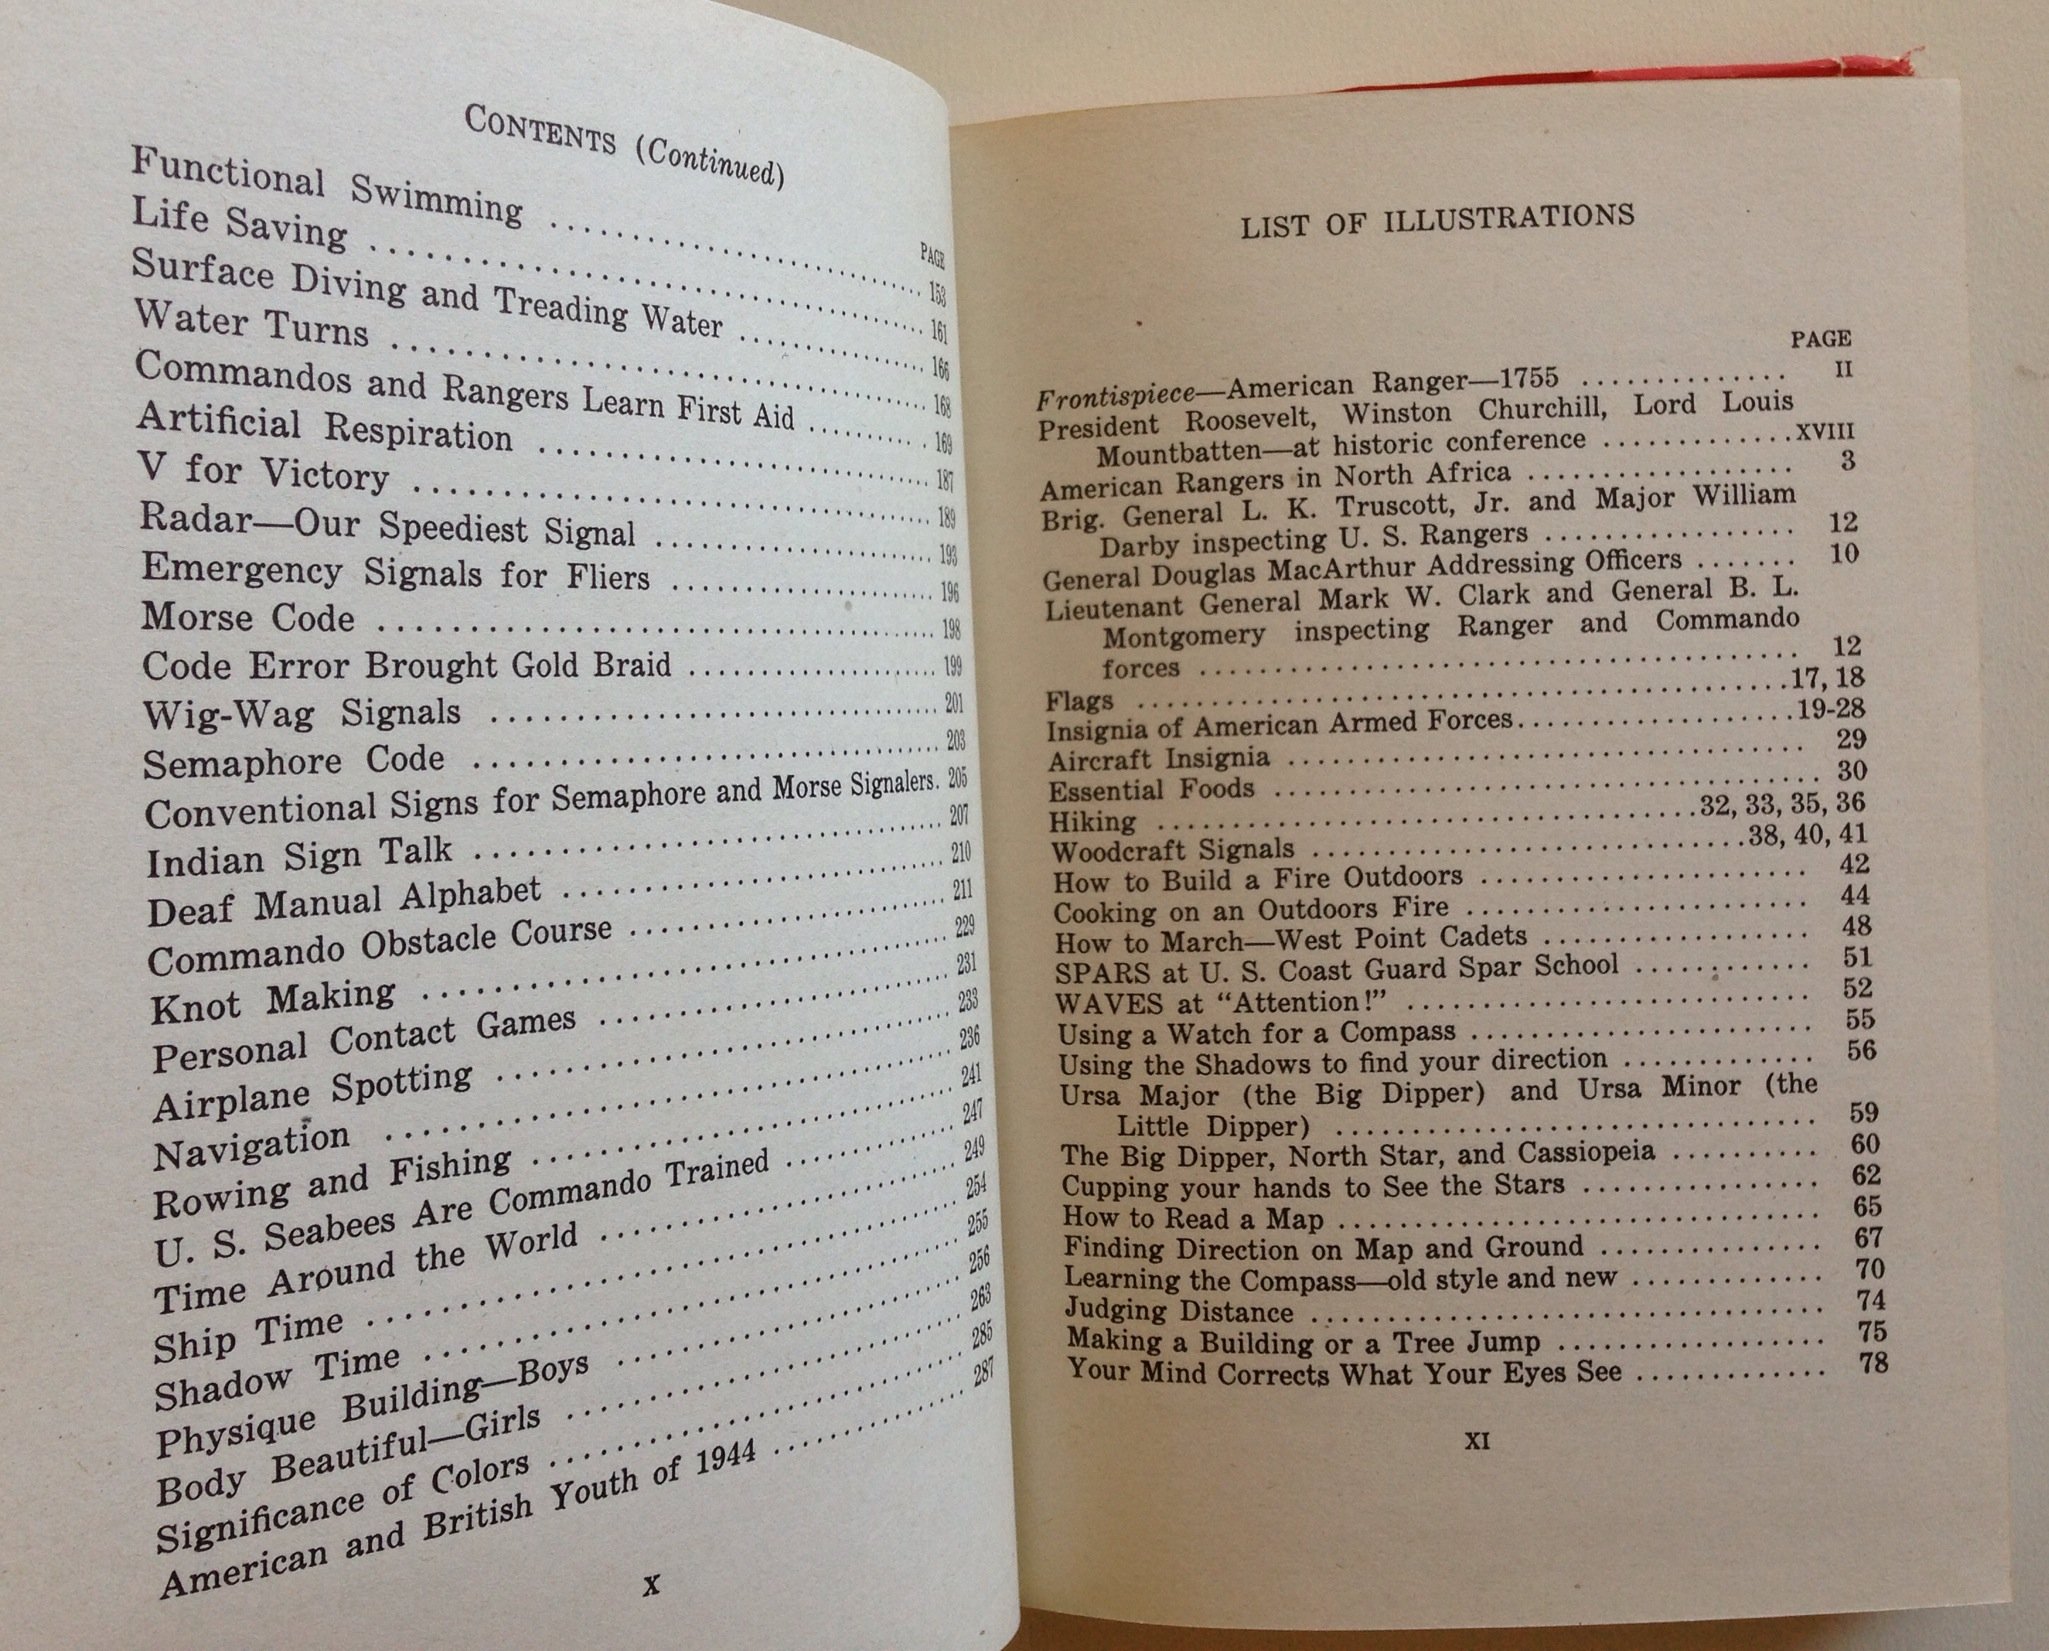 CONTENTS (Continued)
PAGE
Functional Swimming .................... 153
Life Saving .................... 161
Surface Diving and Treading Water .................... 166
Water Turns .................... 168
Commandos and Rangers Learn First Aid .................... 169
Artificial Respiration .................... 187
V for Victory .................... 189
Radar—Our Speediest Signal .................... 193
Emergency Signals for Fliers .................... 196
Morse Code .................... 198
Code Error Brought Gold Braid .................... 199
Wig-Wag Signals .................... 201
Semaphore Code .................... 203
Conventional Signs for Semaphore and Morse Signalers. 205
Indian Sign Talk .................... 207
Deaf Manual Alphabet .................... 210
Commando Obstacle Course .................... 211
Knot Making .................... 229
Personal Contact Games .................... 231
Airplane Spotting .................... 233
Navigation .................... 236
Rowing and Fishing .................... 241
U. S. Seabees Are Commando Trained .................... 247
Time Around the World .................... 249
Ship Time .................... 254
Shadow Time .................... 255
Physique Building—Boys .................... 256
Body Beautiful—Girls .................... 263
Significance of Colors .................... 285
American and British Youth of 1944 .................... 287
X
LIST OF ILLUSTRATIONS
PAGE
Frontispiece—American Ranger—1755 .............. II
President Roosevelt, Winston Churchill, Lord Louis
Mountbatten—at historic conference .............XVIII
American Rangers in North Africa .................. 3
Brig. General L. K. Truscott, Jr. and Major William
Darby inspecting U. S. Rangers ................. 12
General Douglas MacArthur Addressing Officers ....... 10
Lieutenant General Mark W. Clark and General B. L.
Montgomery inspecting Ranger and Commando
forces .................... 12
Flags ....................17, 18
Insignia of American Armed Forces....................19-28
Aircraft Insignia .................... 29
Essential Foods .................... 30
Hiking ....................32, 33, 35, 36
Woodcraft Signals ....................38, 40, 41
How to Build a Fire Outdoors .................... 42
Cooking on an Outdoors Fire .................... 44
How to March—West Point Cadets .................. 48
SPARS at U. S. Coast Guard Spar School ............ 51
WAVES at "Attention!" .................... 52
Using a Watch for a Compass .................... 55
Using the Shadows to find your direction ............. 56
Ursa Major (the Big Dipper) and Ursa Minor (the
Little Dipper) .................... 59
The Big Dipper, North Star, and Cassiopeia .......... 60
Cupping your hands to See the Stars ................ 62
How to Read a Map .................... 65
Finding Direction on Map and Ground ............... 67
Learning the Compass—old style and new ............. 70
Judging Distance .................... 74
Making a Building or a Tree Jump .................. 75
Your Mind Corrects What Your Eyes See ............. 78
XI